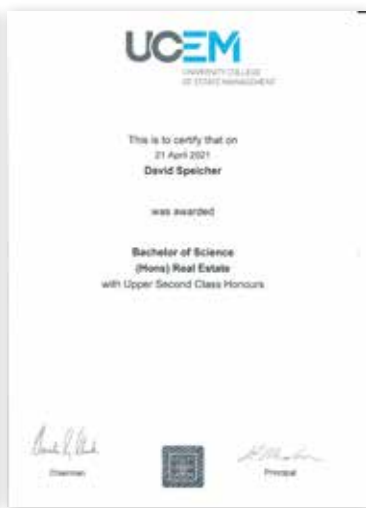 UCEM
UNIVERSITY COLLEGE
OF ESTATE MANAGEMENT
This is to certify that on
21 April 2021
David Speicher
was awarded
Bachelor of Science
(Hons) Real Estate
with Upper Second Class Honours
Chairman
Principal